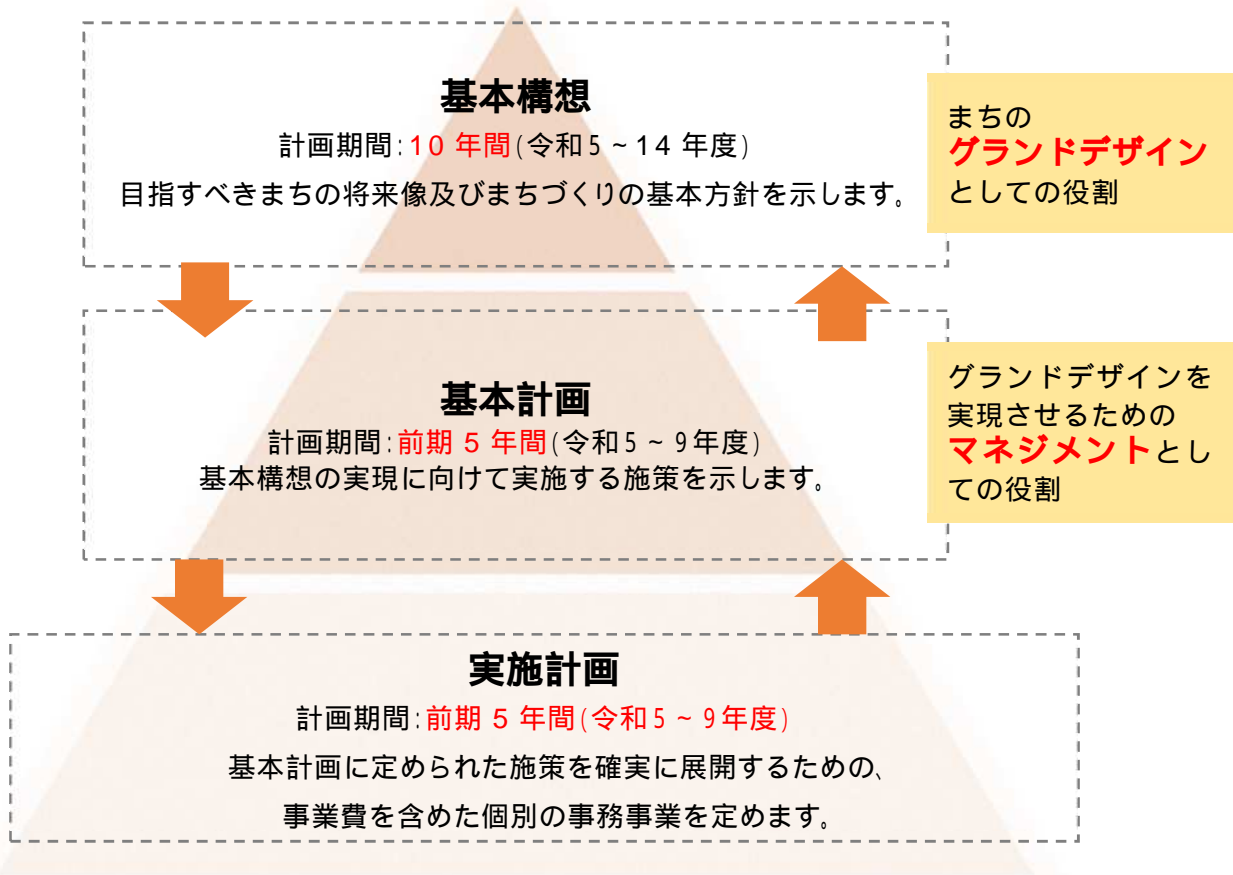 基本構想
計画期間:10 年間(令和5~14 年度)
目指すべきまちの将来像及びまちづくりの基本方針を示します。
まちの
グランドデザイン
としての役割
基本計画
計画期間:前期 5 年間(令和5~9年度)
基本構想の実現に向けて実施する施策を示します。
グランドデザインを
実現させるための
マネジメントとし
ての役割
実施計画
計画期間:前期 5 年間(令和5~9年度)
基本計画に定められた施策を確実に展開するための、
事業費を含めた個別の事務事業を定めます。